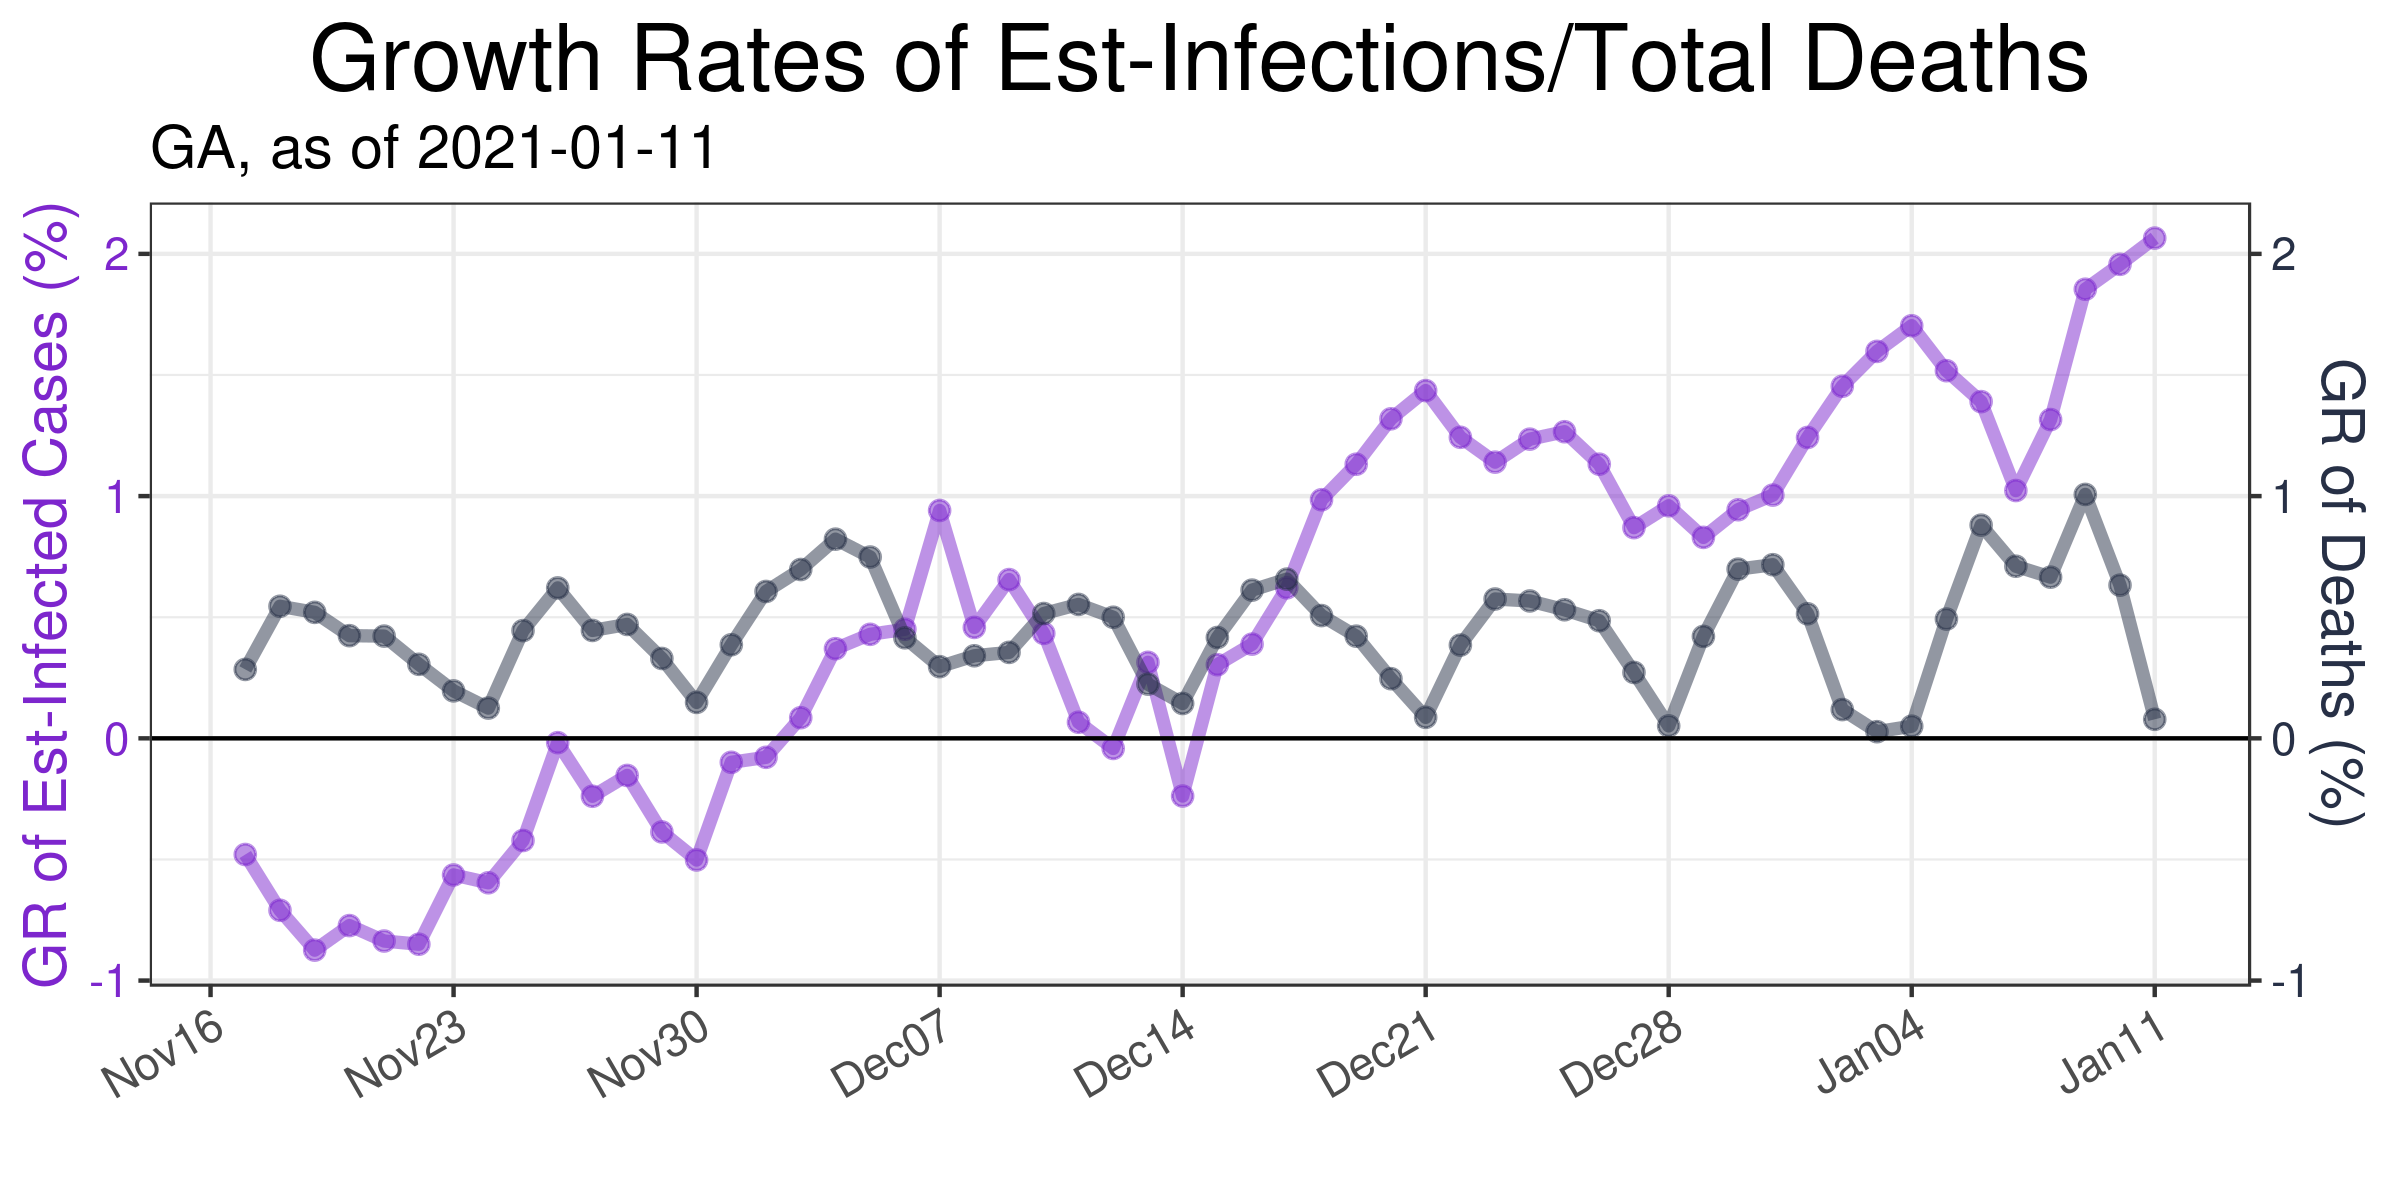 Growth Rates of Est-Infections/Total Deaths
GA, as of 2021-01-11
GR of Est-Infected Cases (%)
2
1
0
-1
2
1
0
-1
GR of Deaths (%)
Nov16
Nov23
Nov30
Dec07
Dec14
Dec21
Dec28
Jan04
Jan11